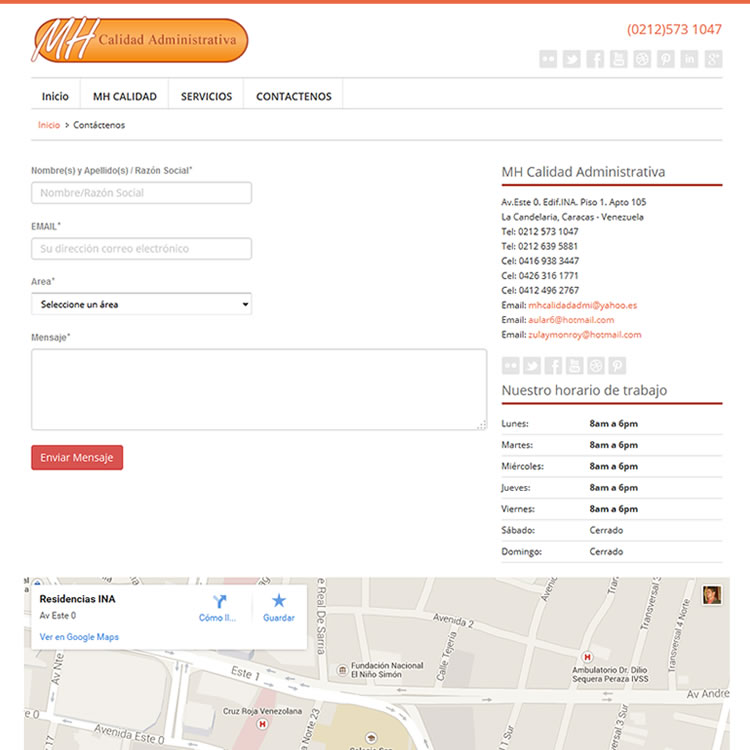 MH Calidad Administrativa
(0212)573 1047
Inicio MH CALIDAD SERVICIOS CONTACTENOS
Inicio > Contáctenos
Nombre(s) y Apellido(s) / Razón Social*
Nombre/Razón Social
EMAIL*
Su dirección correo electrónico
Area*
Seleccione un área
Mensaje*
Enviar Mensaje
MH Calidad Administrativa
Av.Este 0. Edif.INA. Piso 1. Apto 105
La Candelaria, Caracas - Venezuela
Tel: 0212 573 1047
Tel: 0212 639 5881
Cel: 0416 938 3447
Cel: 0426 316 1771
Cel: 0412 496 2767
Email: mhcalidadadmi@yahoo.es
Email: aular6@hotmail.com
Email: zulaymonroy@hotmail.com
Nuestro horario de trabajo
Lunes: 8am a 6pm
Martes: 8am a 6pm
Miércoles: 8am a 6pm
Jueves: 8am a 6pm
Viernes: 8am a 6pm
Sábado: Cerrado
Domingo: Cerrado
Residencias INA
Av Este 0
Cómo ll...
Guardar
Ver en Google Maps
e Real De Sarria
Avenida 2
Calle Tejería
Transversal
Transversal 4 Norte
Fundación Nacional
El Niño Simón
Ambulatorio Dr. Dilio
Sequera Peraza IVSS
Av Nte
Este 1
Av Andre
Cruz Roja Venezolana
Avenida Este 0
a Norte 23
3 Sur
1 Sur